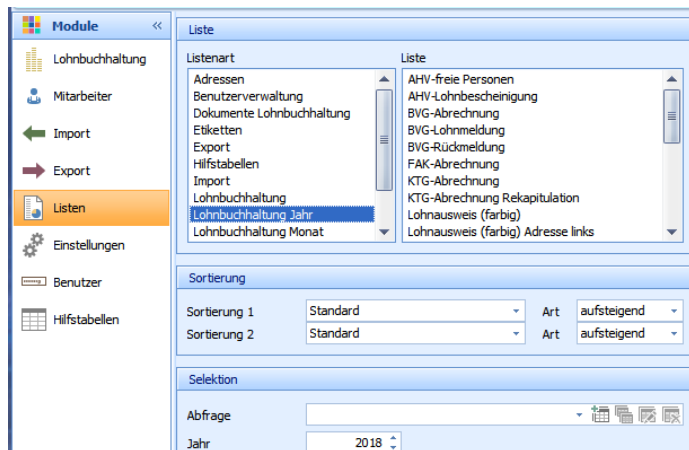 Module «
Lohnbuchhaltung
Mitarbeiter
Import
Export
Listen
Einstellungen
Benutzer
Hilfstabellen
Liste
Listenart
Adressen
Benutzerverwaltung
Dokumente Lohnbuchhaltung
Etiketten
Export
Hilfstabellen
Import
Lohnbuchhaltung
Lohnbuchhaltung Jahr
Lohnbuchhaltung Monat
Liste
AHV-freie Personen
AHV-Lohnbescheinigung
BVG-Abrechnung
BVG-Lohnmeldung
BVG-Rückmeldung
FAK-Abrechnung
KTG-Abrechnung
KTG-Abrechnung Rekapitulation
Lohnausweis (farbig)
Lohnausweis (farbig) Adresse links
Sortierung
Sortierung 1 Standard Art aufsteigend
Sortierung 2 Standard Art aufsteigend
Selektion
Abfrage
Jahr 2018